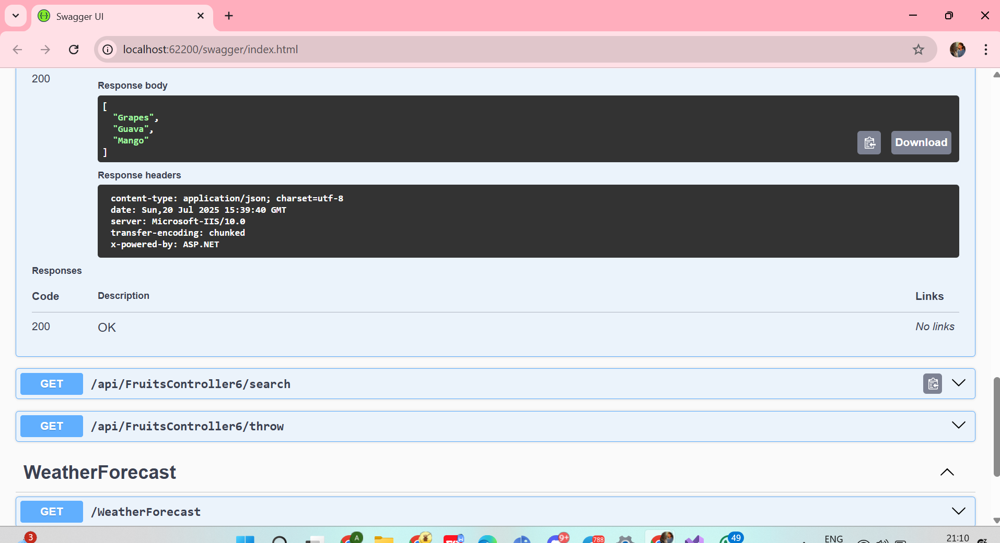 Swagger UI
localhost:62200/swagger/index.html
200
Response body
[
"Grapes",
"Guava",
"Mango"
]
Download
Response headers
content-type: application/json; charset=utf-8
date: Sun,20 Jul 2025 15:39:40 GMT
server: Microsoft-IIS/10.0
transfer-encoding: chunked
x-powered-by: ASP.NET
Responses
Code Description Links
200 OK No links
GET /api/FruitsController6/search
GET /api/FruitsController6/throw
WeatherForecast
GET /WeatherForecast
3 A W 9+ 788 49 ENG 21:10